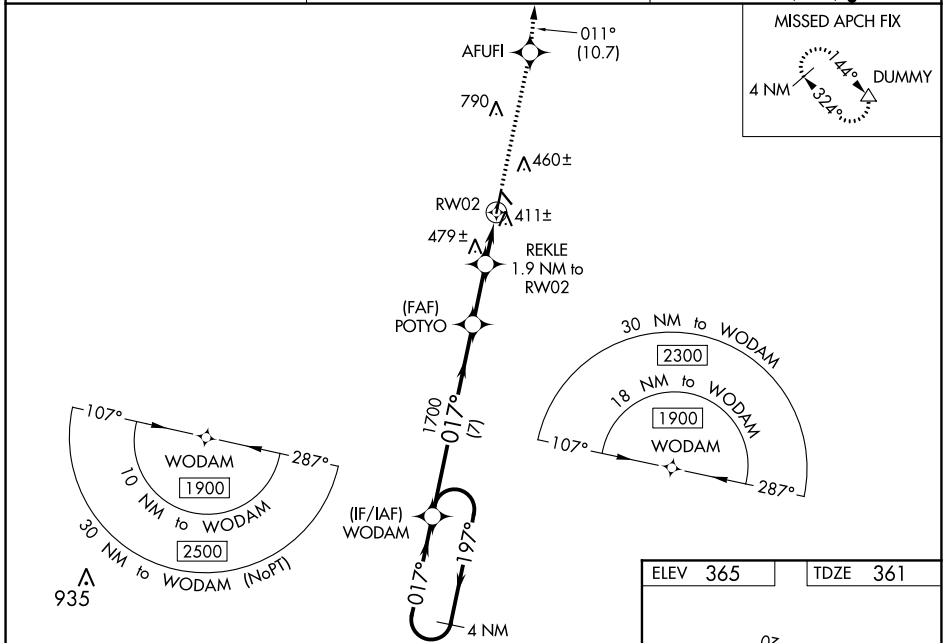 MISSED APCH FIX
4 NM
144°
324°
DUMMY
011°
(10.7)
AFUFI
790
460±
RW02
411±
479±
REKLE
1.9 NM to
RW02
(FAF)
POTYO
1700
017°
(7)
(IF/IAF)
WODAM
017°
197°
4 NM
107°
287°
WODAM
1900
10 NM to WODAM
2500
30 NM to WODAM (NoPT)
935
30 NM to WODAM
2300
18 NM to WODAM
1900
WODAM
107°
287°
ELEV 365
TDZE 361